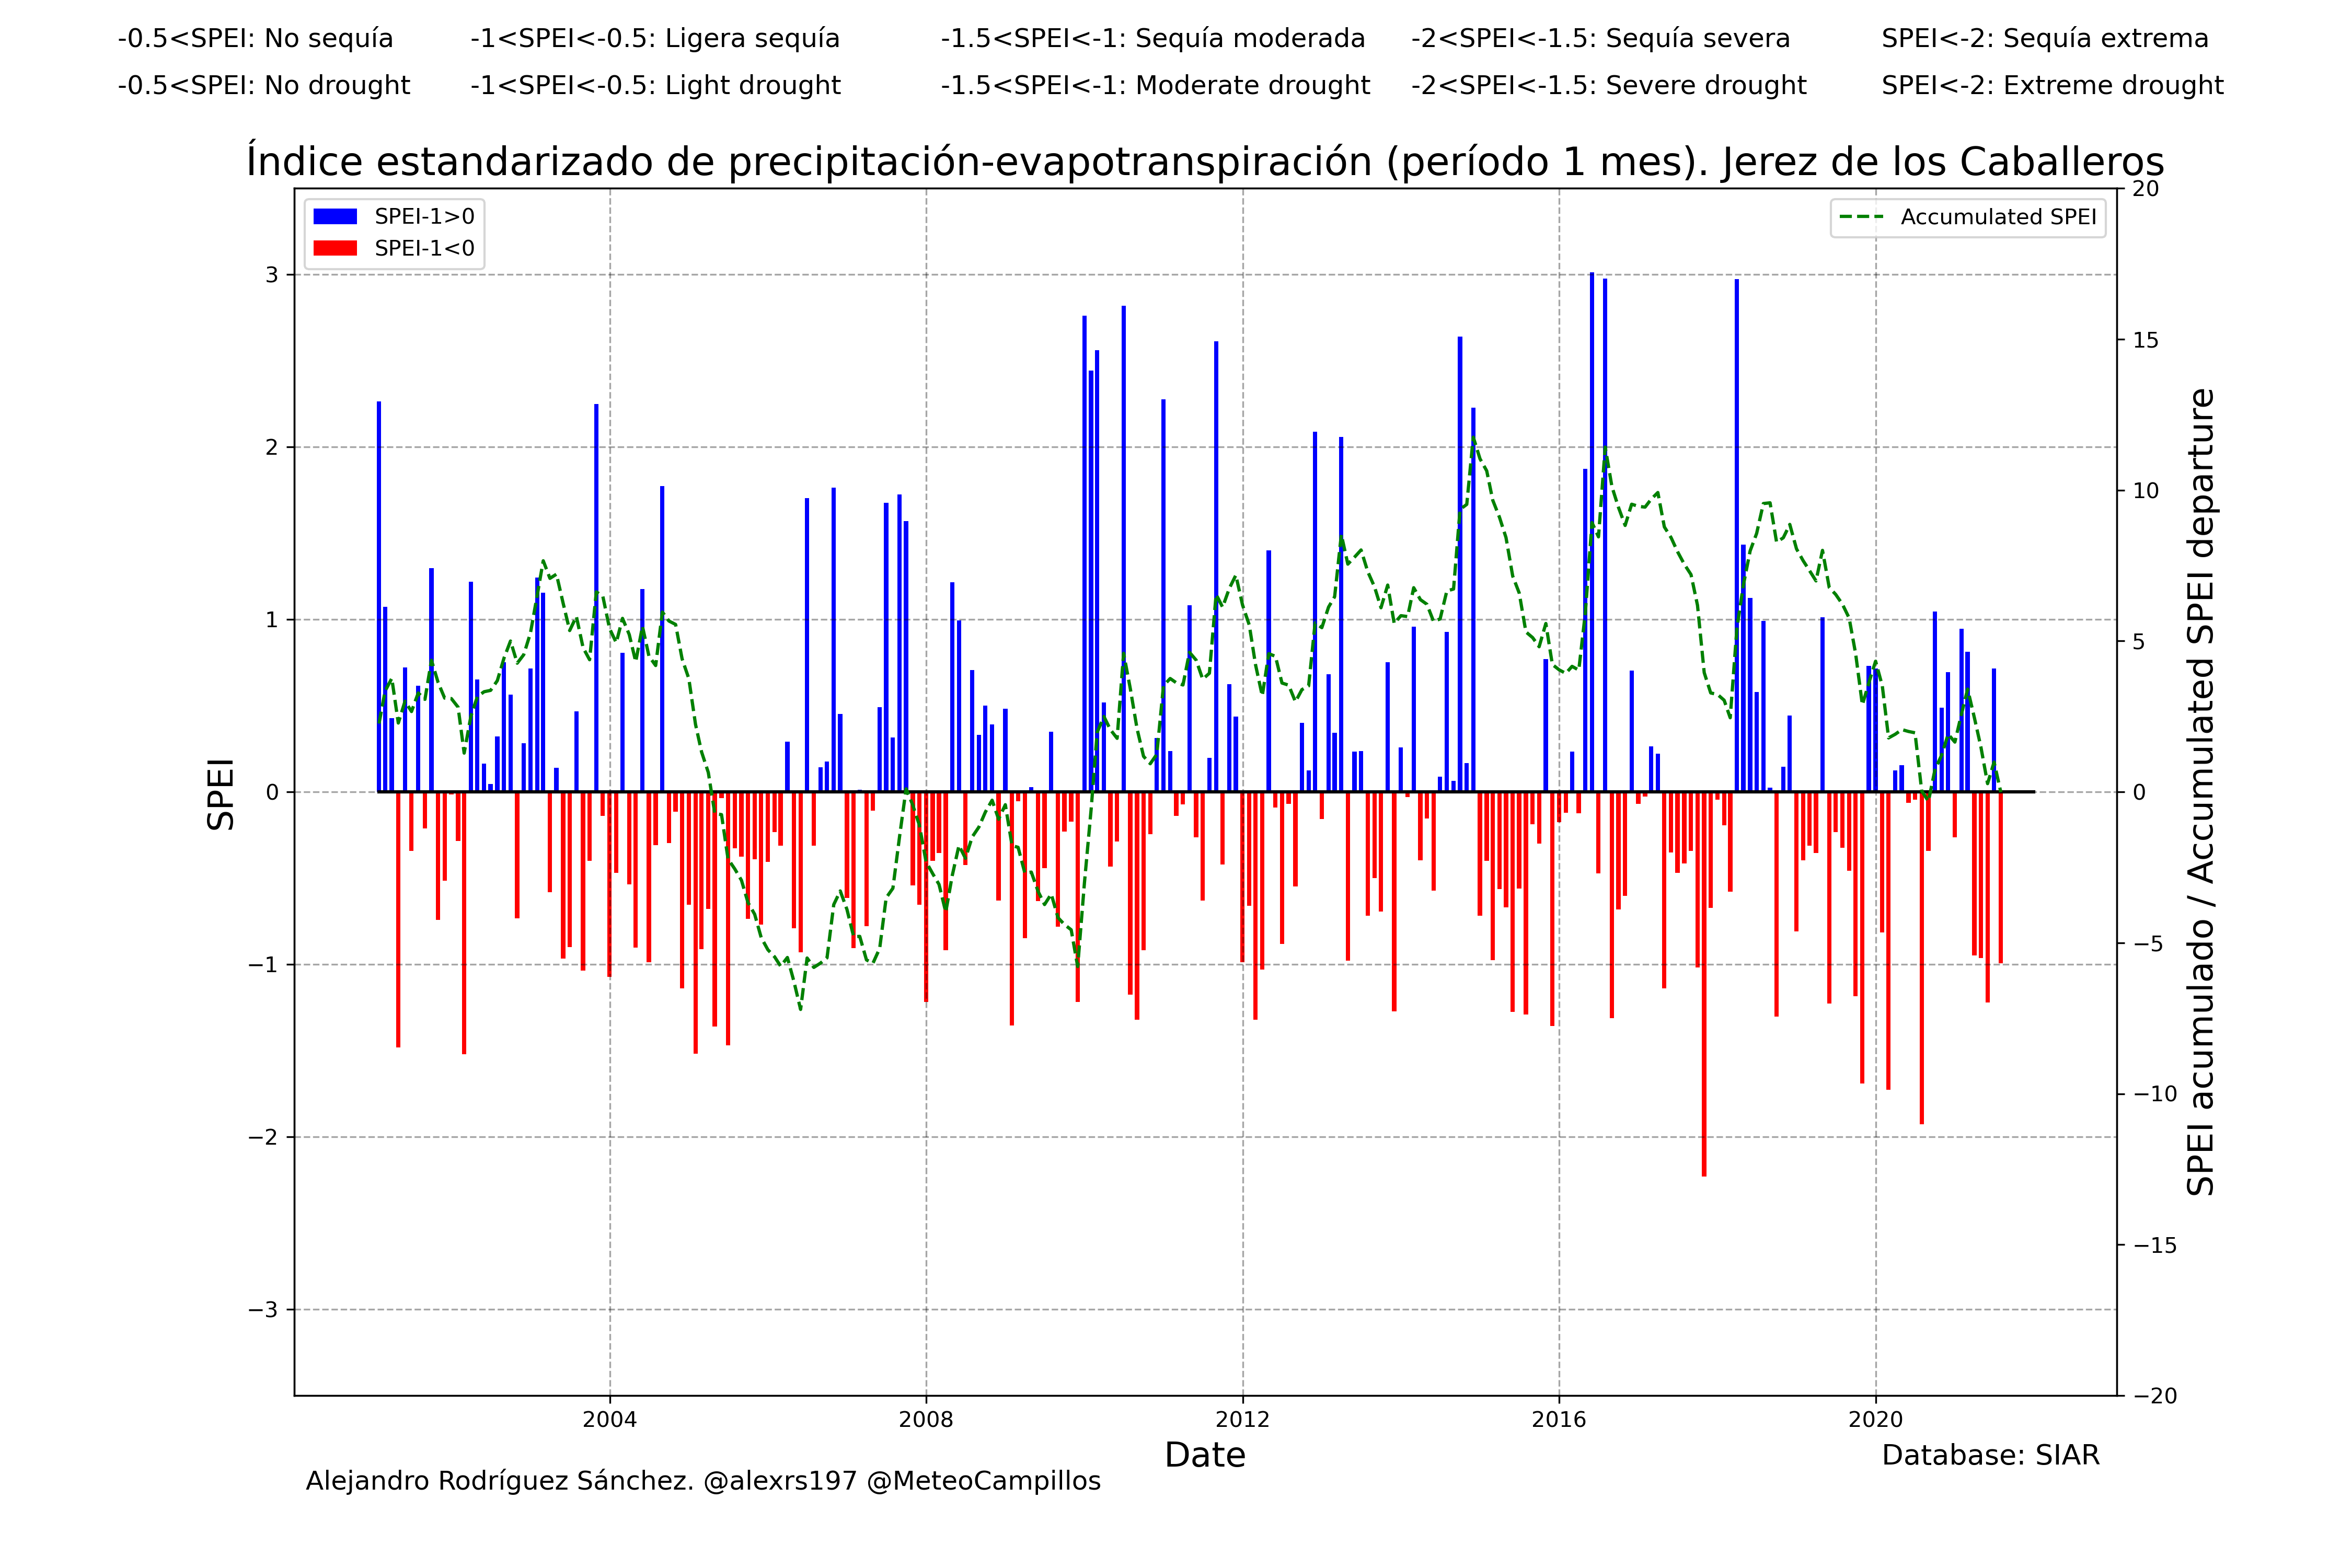 -0.5<SPEI: No sequía -1<SPEI<-0.5: Ligera sequía -1.5<SPEI<-1: Sequía moderada -2<SPEI<-1.5: Sequía severa SPEI<-2: Sequía extrema
-0.5<SPEI: No drought -1<SPEI<-0.5: Light drought -1.5<SPEI<-1: Moderate drought -2<SPEI<-1.5: Severe drought SPEI<-2: Extreme drought
Índice estandarizado de precipitación-evapotranspiración (período 1 mes). Jerez de los Caballeros
SPEI-1>0
SPEI-1<0
Accumulated SPEI
SPEI
3
2
1
0
−1
−2
−3
20
15
10
5
0
−5
−10
−15
−20
SPEI acumulado / Accumulated SPEI departure
2004 2008 2012 2016 2020
Date
Database: SIAR
Alejandro Rodríguez Sánchez. @alexrs197 @MeteoCampillos